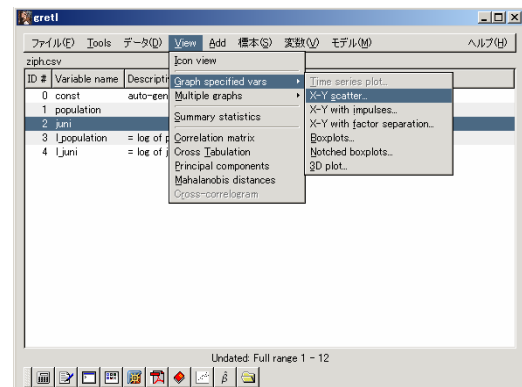 gretl
ファイル(F) Tools データ(D) View Add 標本(S) 変数(V) モデル(M) ヘルプ(H)
ziph.csv
ID # Variable name Descripti
0 const auto-gen
1 population
2 juni
3 l_population = log of p
4 l_juni = log of j
Icon view
Graph specified vars
Multiple graphs
Summary statistics
Correlation matrix
Cross Tabulation
Principal components
Mahalanobis distances
Cross-correlogram
Time series plot...
X-Y scatter...
X-Y with impulses...
X-Y with factor separation...
Boxplots...
Notched boxplots...
3D plot...
Undated: Full range 1 - 12
β̂